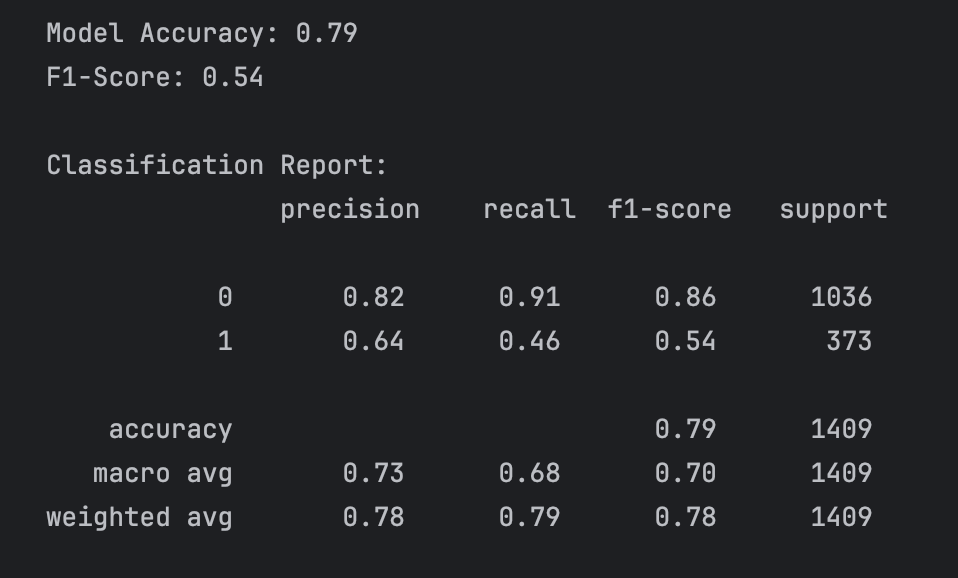 Model Accuracy: 0.79
F1-Score: 0.54
Classification Report:
precision recall f1-score support
0 0.82 0.91 0.86 1036
1 0.64 0.46 0.54 373
accuracy 0.79 1409
macro avg 0.73 0.68 0.70 1409
weighted avg 0.78 0.79 0.78 1409